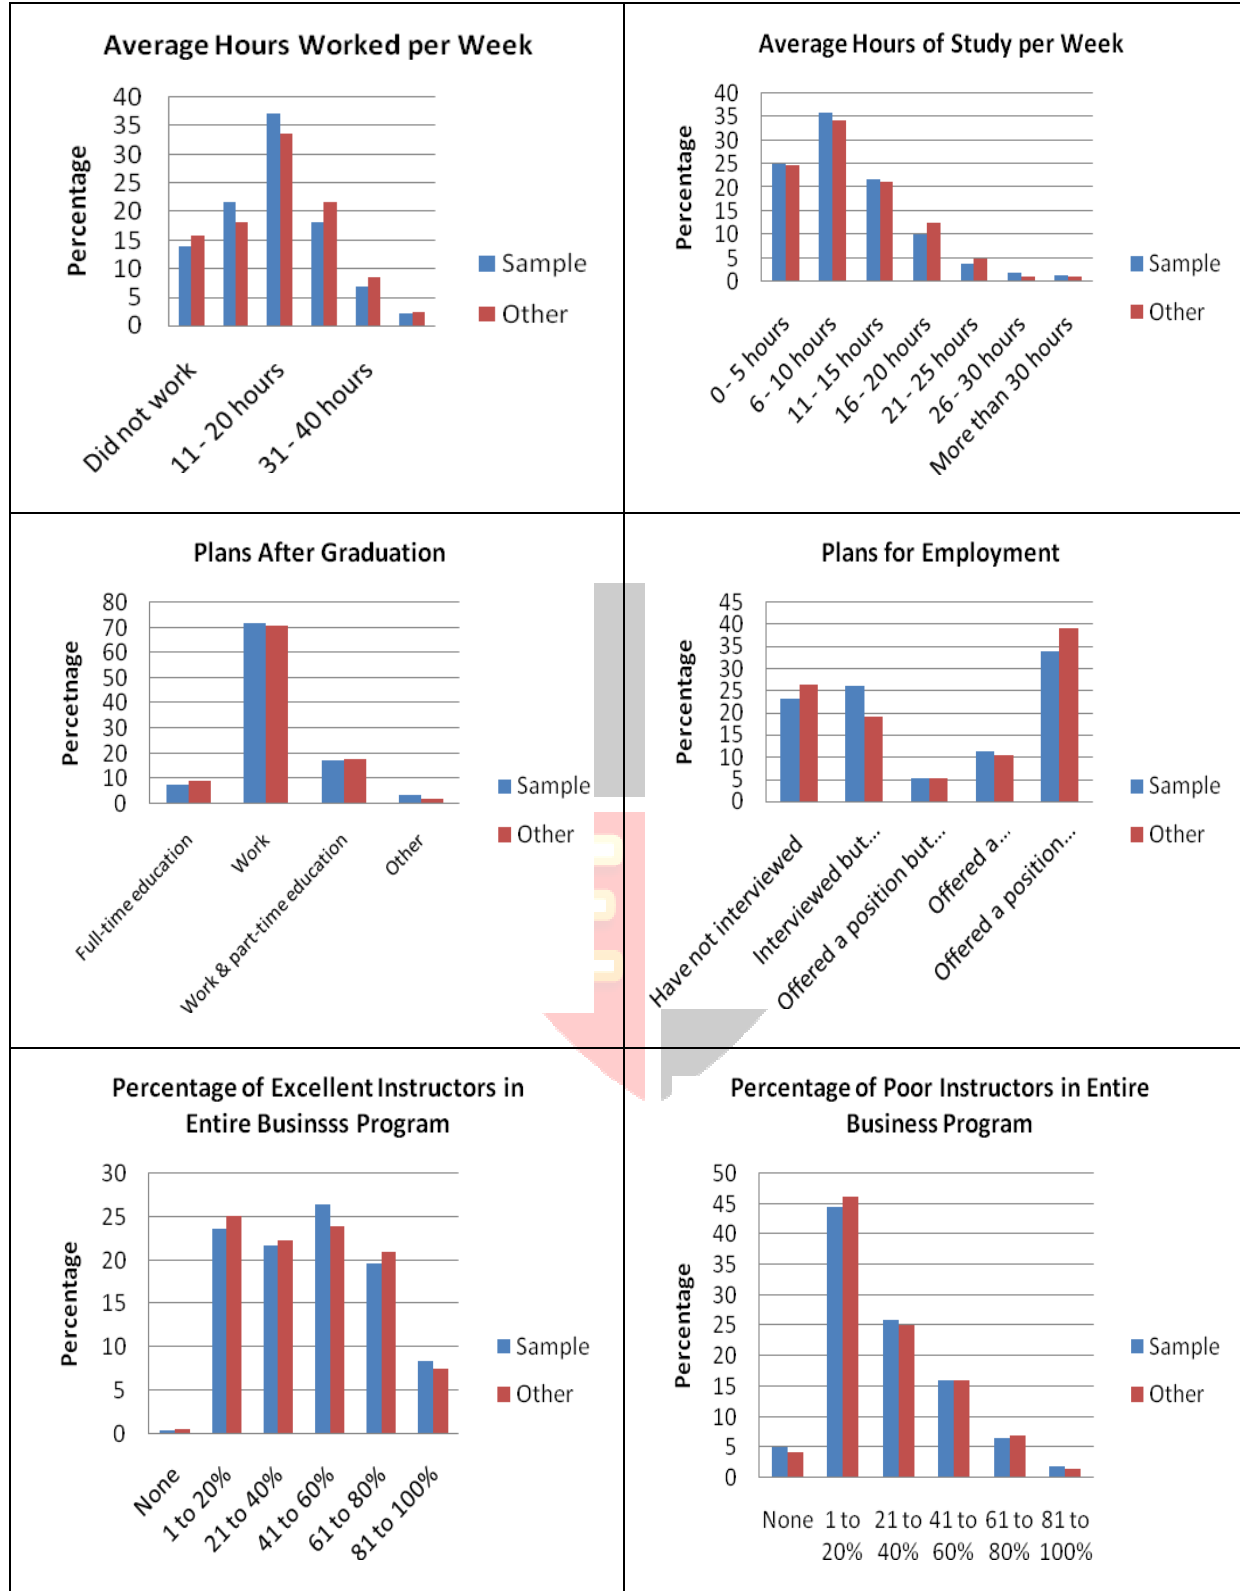 Average Hours Worked per Week
40
35
30
25
20
15
10
5
0
Percentage
Did not work
11 - 20 hours
31 - 40 hours
Sample
Other
Average Hours of Study per Week
40
35
30
25
20
15
10
5
0
Percentage
0 - 5 hours
6 - 10 hours
11 - 15 hours
16 - 20 hours
21 - 25 hours
26 - 30 hours
More than 30 hours
Sample
Other
Plans After Graduation
80
70
60
50
40
30
20
10
0
Percetnage
Full-time education
Work
Work & part-time education
Other
Sample
Other
Plans for Employment
45
40
35
30
25
20
15
10
5
0
Percentage
Have not interviewed
Interviewed but...
Offered a position but...
Offered a...
Offered a position...
Sample
Other
Percentage of Excellent Instructors in
Entire Businsss Program
30
25
20
15
10
5
0
Percentage
None
1 to 20%
21 to 40%
41 to 60%
61 to 80%
81 to 100%
Sample
Other
Percentage of Poor Instructors in Entire
Business Program
50
45
40
35
30
25
20
15
10
5
0
Percentage
None 1 to 21 to 41 to 61 to 81 to
20% 40% 60% 80% 100%
Sample
Other